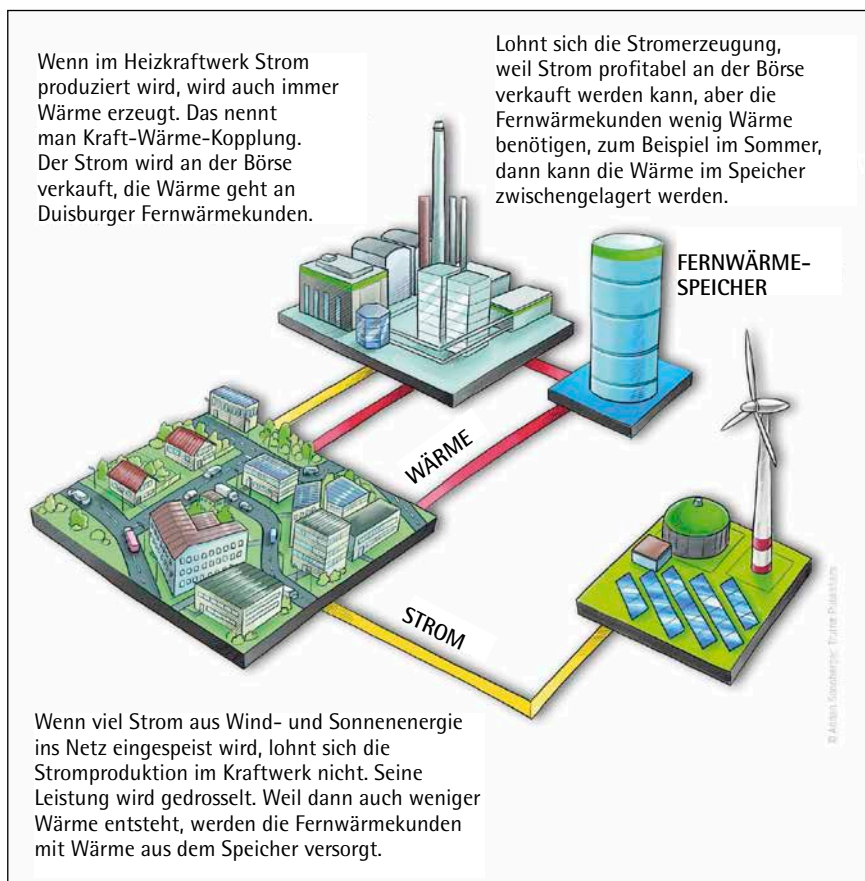 Wenn im Heizkraftwerk Strom
produziert wird, wird auch immer
Wärme erzeugt. Das nennt
man Kraft-Wärme-Kopplung.
Der Strom wird an der Börse
verkauft, die Wärme geht an
Duisburger Fernwärmekunden.
Lohnt sich die Stromerzeugung,
weil Strom profitabel an der Börse
verkauft werden kann, aber die
Fernwärmekunden wenig Wärme
benötigen, zum Beispiel im Sommer,
dann kann die Wärme im Speicher
zwischengelagert werden.
FERNWÄRME-
SPEICHER
WÄRME
STROM
Wenn viel Strom aus Wind- und Sonnenenergie
ins Netz eingespeist wird, lohnt sich die
Stromproduktion im Kraftwerk nicht. Seine
Leistung wird gedrosselt. Weil dann auch weniger
Wärme entsteht, werden die Fernwärmekunden
mit Wärme aus dem Speicher versorgt.
©